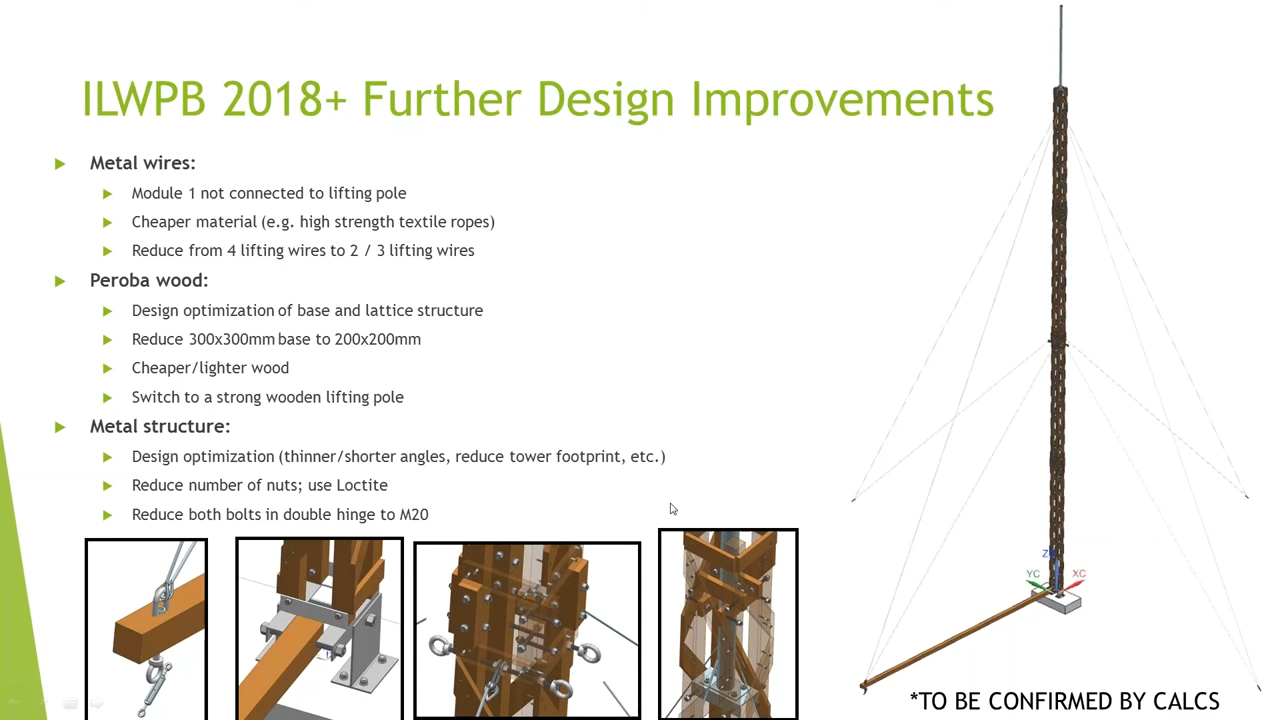 ILWPB 2018+ Further Design Improvements
Metal wires:
Module 1 not connected to lifting pole
Cheaper material (e.g. high strength textile ropes)
Reduce from 4 lifting wires to 2 / 3 lifting wires
Peroba wood:
Design optimization of base and lattice structure
Reduce 300x300mm base to 200x200mm
Cheaper/lighter wood
Switch to a strong wooden lifting pole
Metal structure:
Design optimization (thinner/shorter angles, reduce tower footprint, etc.)
Reduce number of nuts; use Loctite
Reduce both bolts in double hinge to M20
Z
YC
XC
*TO BE CONFIRMED BY CALCS